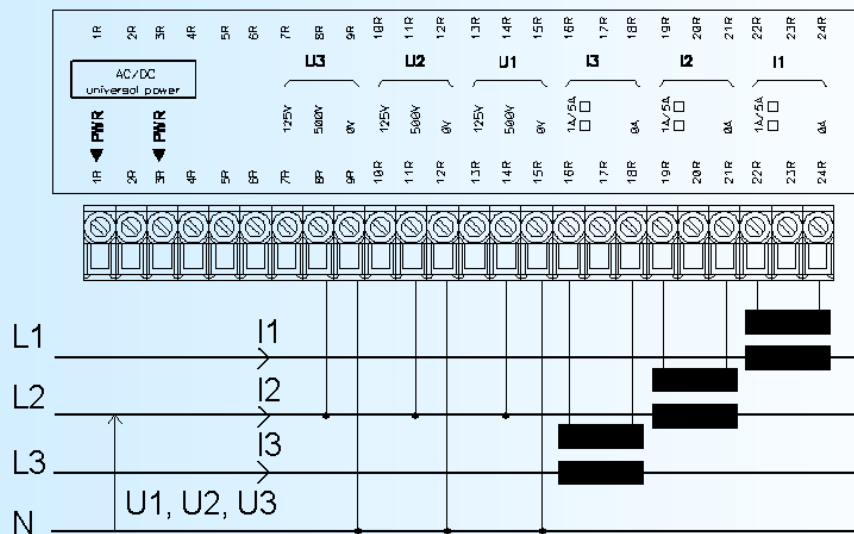 1R 2R 3R 4R 5R 6R 7R 8R 9R 10R 11R 12R 13R 14R 15R 16R 17R 18R 19R 20R 21R 22R 23R 24R
U3 U2 U1 I3 I2 I1
AC/DC
universal power
PWR PWR 125V 500V 0V 125V 500V 0V 125V 500V 0V 1A/5A 0A 1A/5A 0A 1A/5A 0A
1R 2R 3R 4R 5R 6R 7R 8R 9R 10R 11R 12R 13R 14R 15R 16R 17R 18R 19R 20R 21R 22R 23R 24R
L1 I1
L2 I2
L3 I3
U1, U2, U3
N